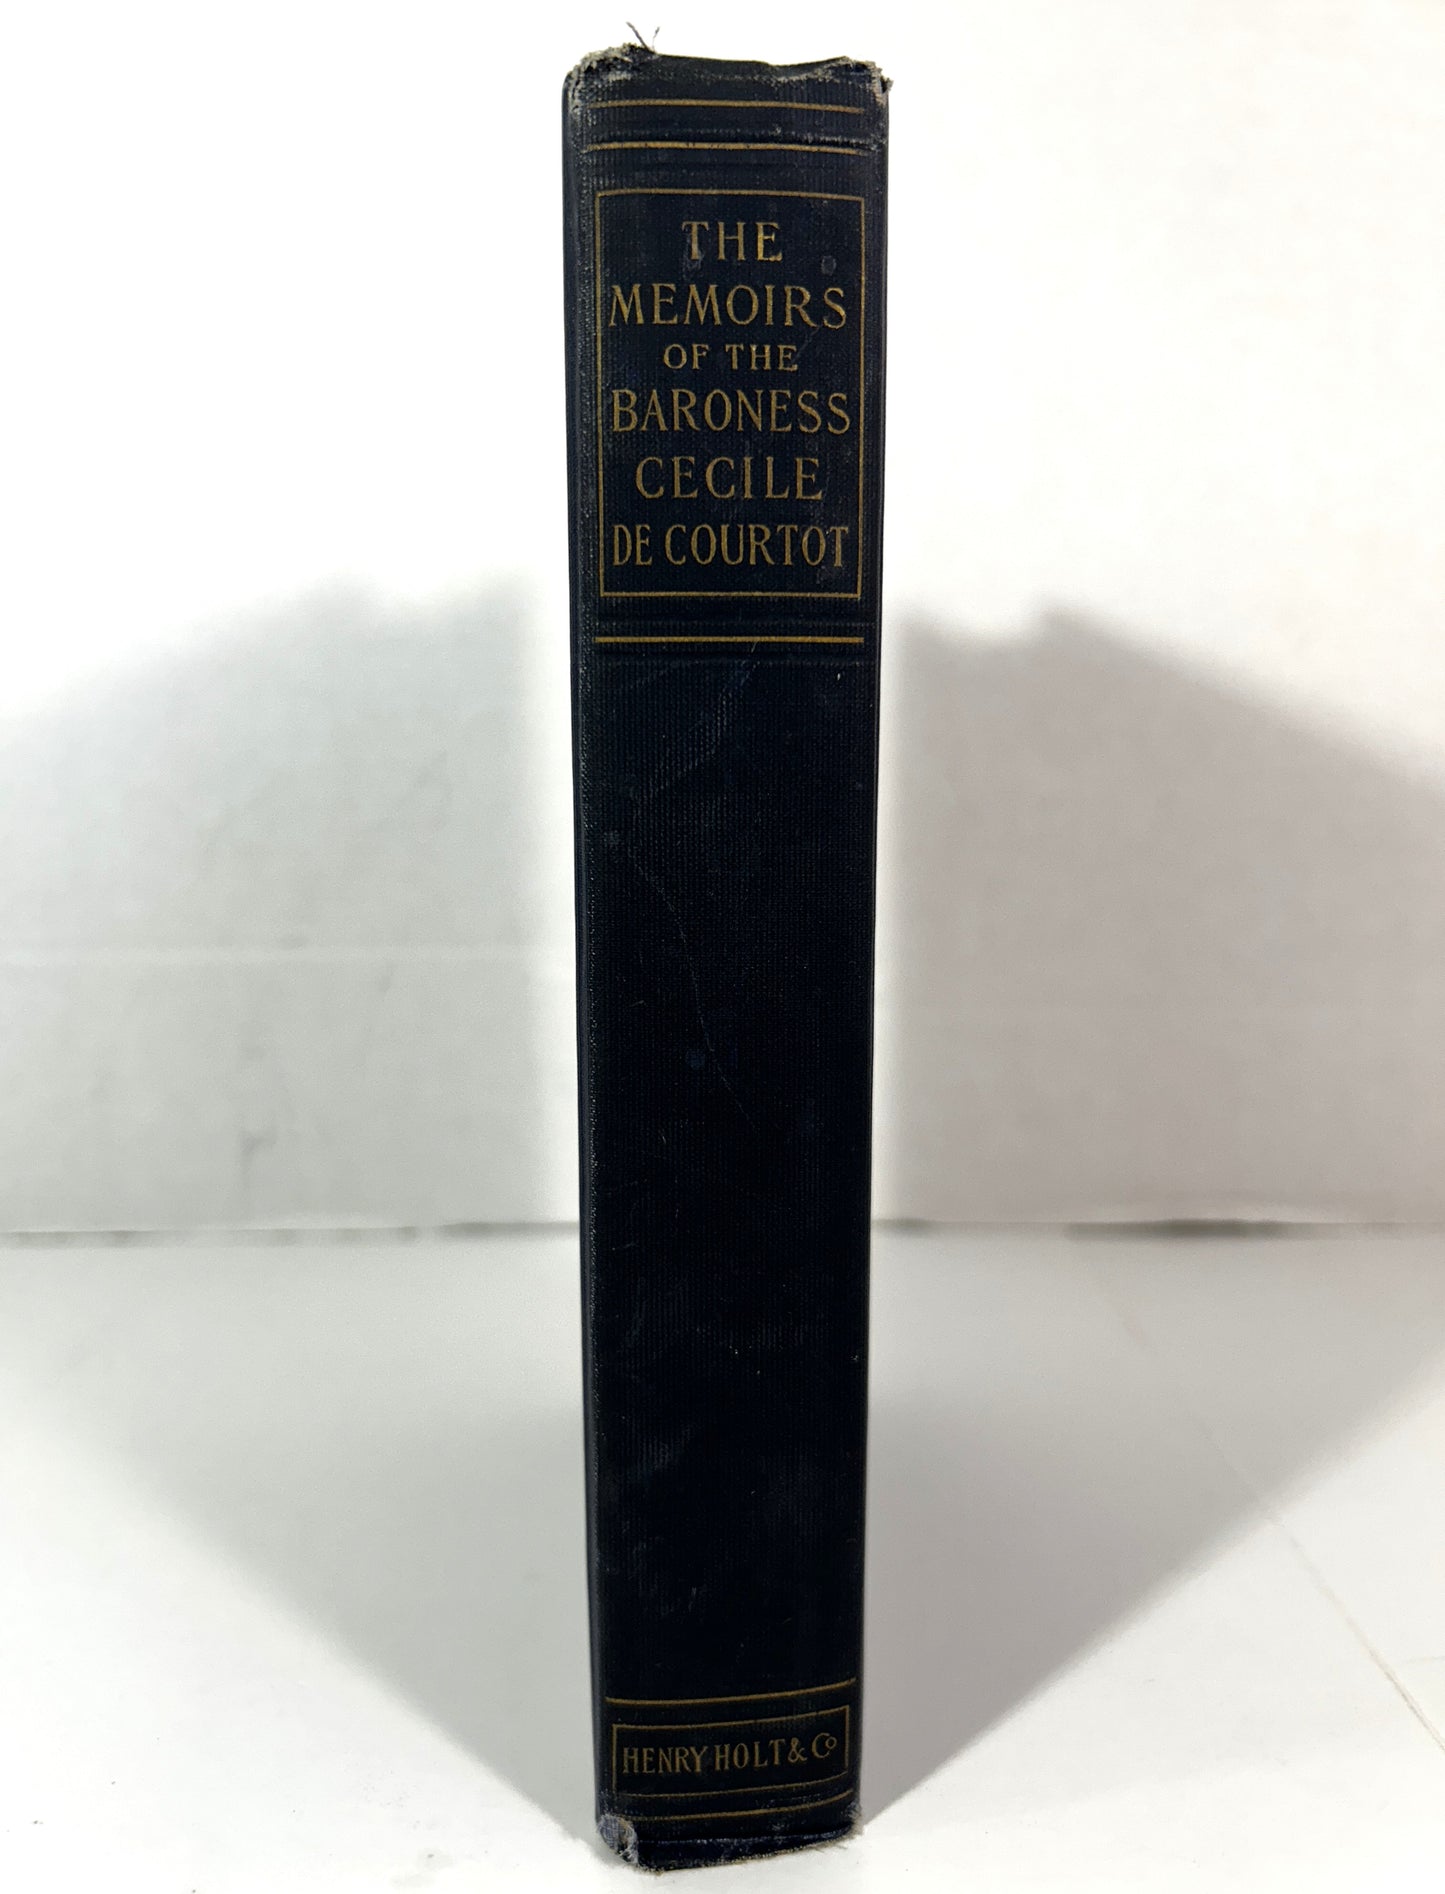 THE
MEMOIRS
OF THE
BARONESS
CECILE
DE COURTOT
HENRY HOLT & Co